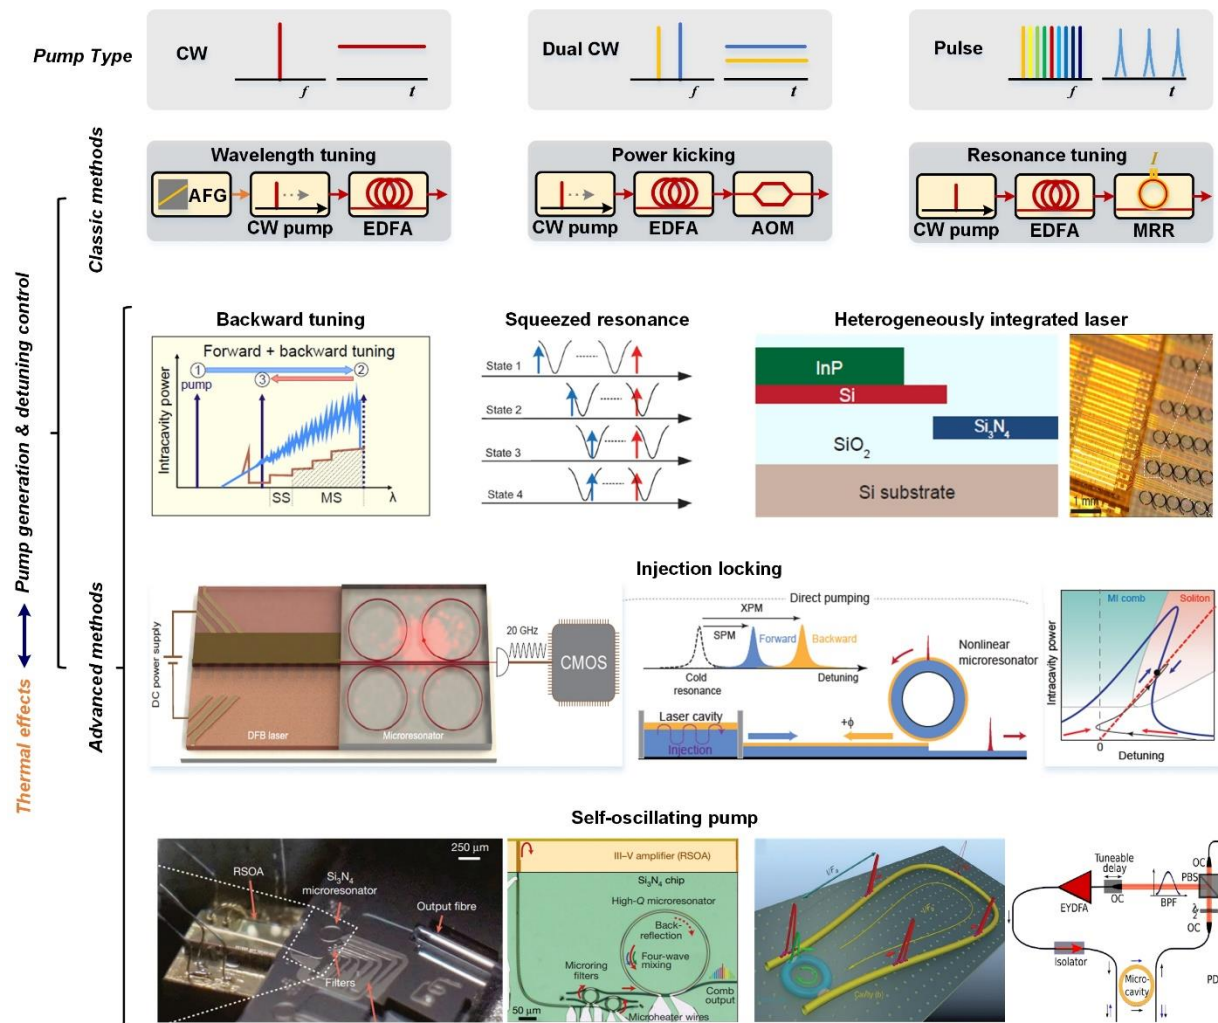 Pump Type
CW
f
t
Dual CW
f
t
Pulse
f
t
Classic methods
Wavelength tuning
AFG
CW pump
EDFA
Power kicking
CW pump
EDFA
AOM
Resonance tuning
I
CW pump
EDFA
MRR
Thermal effects
Pump generation & detuning control
Advanced methods
Backward tuning
Forward + backward tuning
1
2
3
pump
Intracavity power
SS
MS
λ
Squeezed resonance
State 1
State 2
State 3
State 4
Heterogeneously integrated laser
InP
Si
Si3N4
SiO2
Si substrate
1 mm
Injection locking
DC power supply
DFB laser
Microresonator
20 GHz
CMOS
Direct pumping
XPM
SPM
Forward
Backward
Cold
resonance
Detuning
Nonlinear
microresonator
Laser cavity
Injection
+ϕ
MI comb
Soliton
Intracavity power
0
Detuning
Self-oscillating pump
250 μm
RSOA
Si3N4
microresonator
Output fibre
Filters
III–V amplifier (RSOA)
Si3N4 chip
High-Q microresonator
Back-
reflection
Four-wave
mixing
Microring
filters
Comb
output
50 μm
Microheater wires
Tuneable
delay
OC
PBS
EYDFA
OC
BPF
λ
2
OC
Isolator
Micro-
cavity
PD